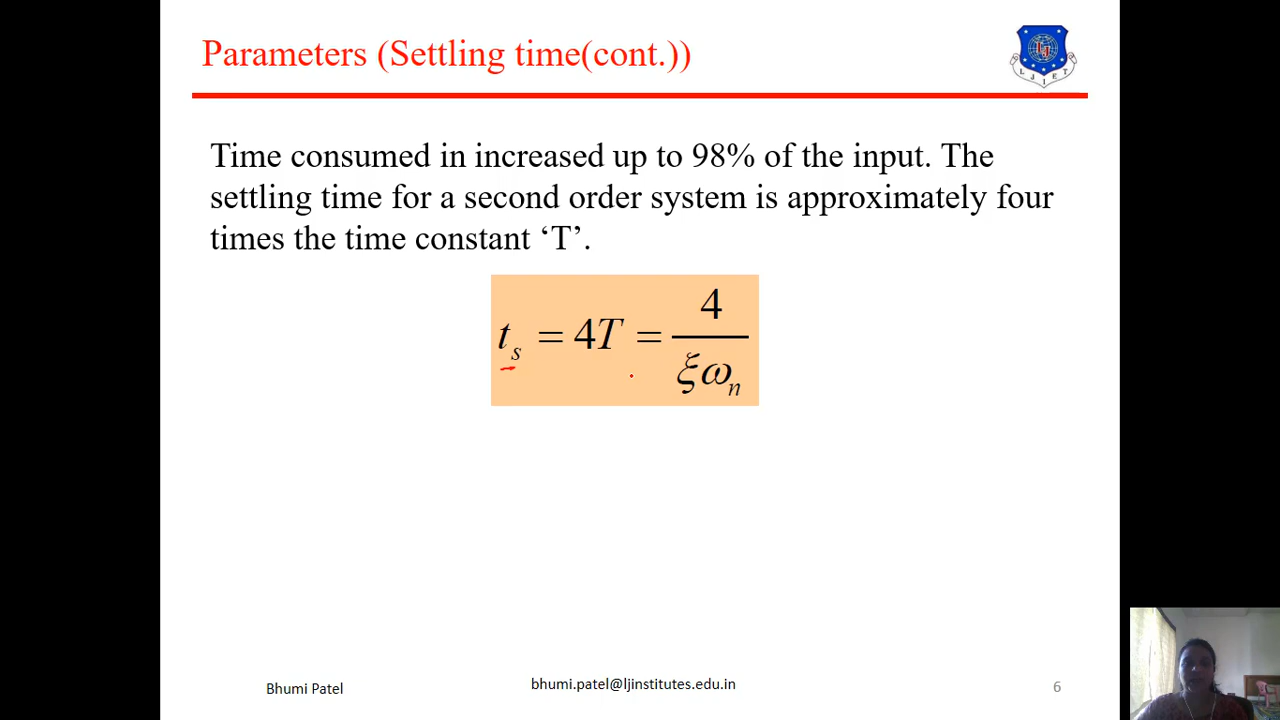 Parameters (Settling time(cont.))
Time consumed in increased up to 98% of the input. The
settling time for a second order system is approximately four
times the time constant ‘T’.
t_s = 4T = 4/(ξω_n)
Bhumi Patel
bhumi.patel@ljinstitutes.edu.in
6